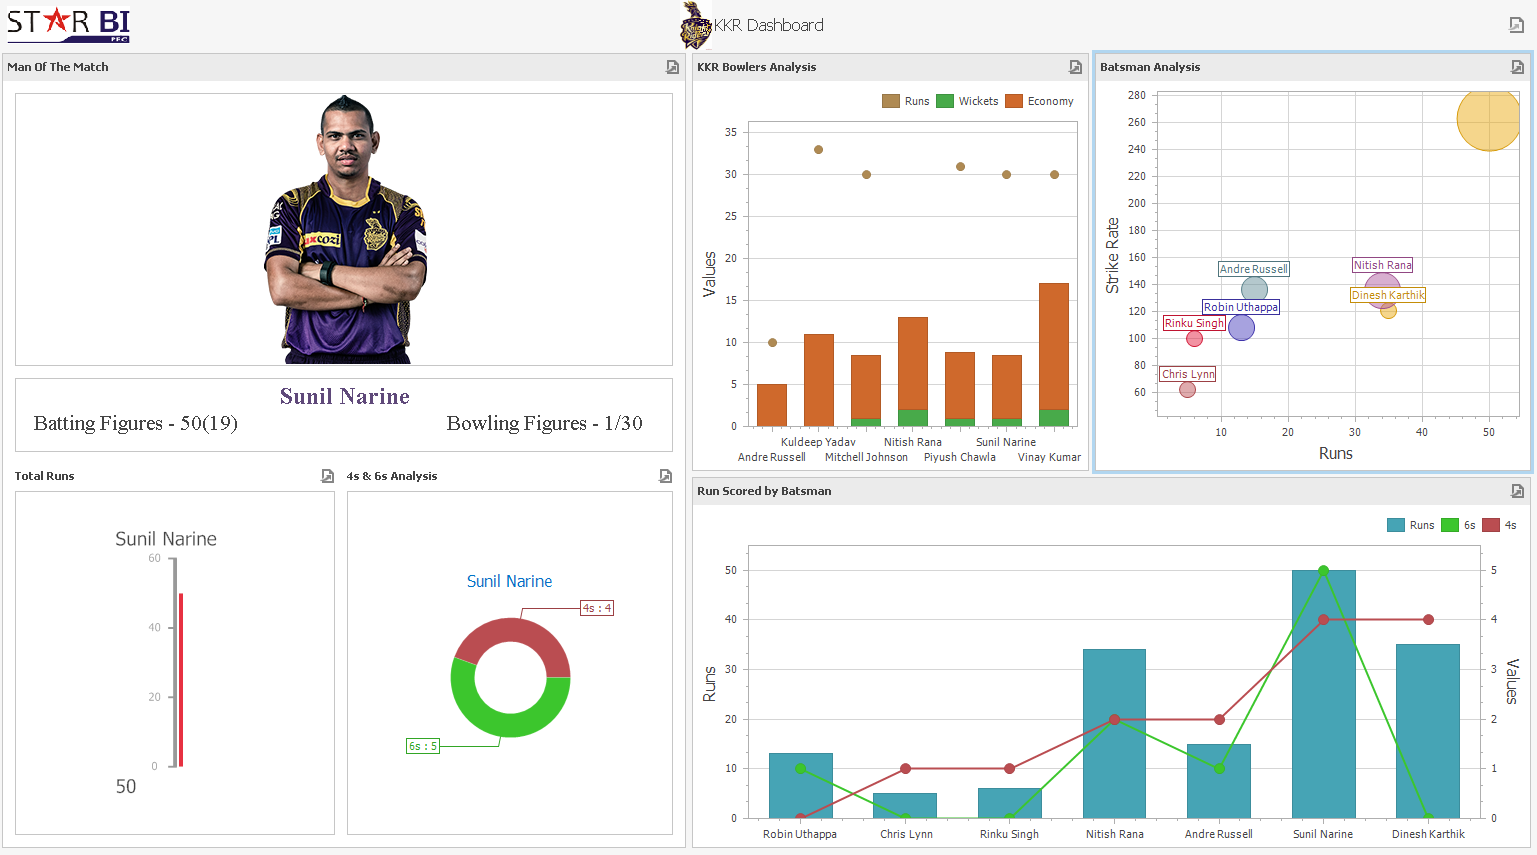 STAR BI
PFG
KKR Dashboard
Man Of The Match
Sunil Narine
Batting Figures - 50(19)
Bowling Figures - 1/30
Total Runs
Sunil Narine
60
40
20
0
50
4s & 6s Analysis
Sunil Narine
4s : 4
6s : 5
KKR Bowlers Analysis
Runs
Wickets
Economy
Values
35
30
25
20
15
10
5
0
Kuldeep Yadav
Nitish Rana
Sunil Narine
Andre Russell
Mitchell Johnson
Piyush Chawla
Vinay Kumar
Batsman Analysis
Strike Rate
280
260
240
220
200
180
160
140
120
100
80
60
Nitish Rana
Andre Russell
Dinesh Karthik
Robin Uthappa
Rinku Singh
Chris Lynn
10
20
30
40
50
Runs
Run Scored by Batsman
Runs
6s
4s
Runs
50
40
30
20
10
0
5
4
3
2
1
0
Values
Robin Uthappa
Chris Lynn
Rinku Singh
Nitish Rana
Andre Russell
Sunil Narine
Dinesh Karthik